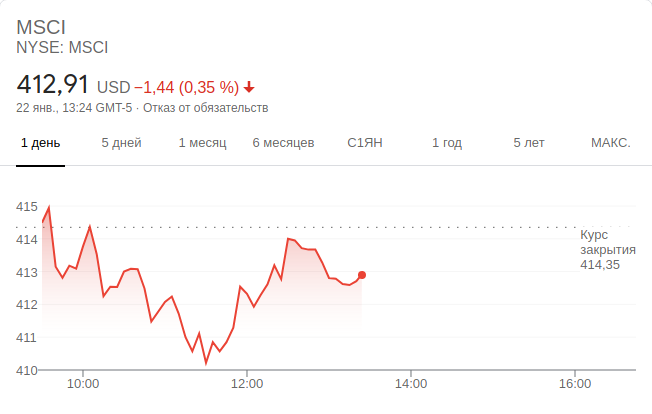 MSCI
NYSE: MSCI
412,91 USD −1,44 (0,35 %)
22 янв., 13:24 GMT-5 · Отказ от обязательств
1 день 5 дней 1 месяц 6 месяцев С1ЯН 1 год 5 лет МАКС.
415
414
413
412
411
410
Курс
закрытия
414,35
10:00 12:00 14:00 16:00